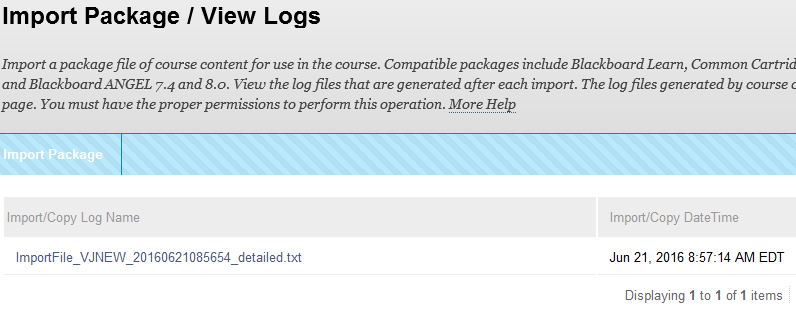 Import Package / View Logs
Import a package file of course content for use in the course. Compatible packages include Blackboard Learn, Common Cartrid
and Blackboard ANGEL 7.4 and 8.0. View the log files that are generated after each import. The log files generated by course c
page. You must have the proper permissions to perform this operation. More Help
Import Package
Import/Copy Log Name Import/Copy DateTime
ImportFile_VJNEW_20160621085654_detailed.txt Jun 21, 2016 8:57:14 AM EDT
Displaying 1 to 1 of 1 items